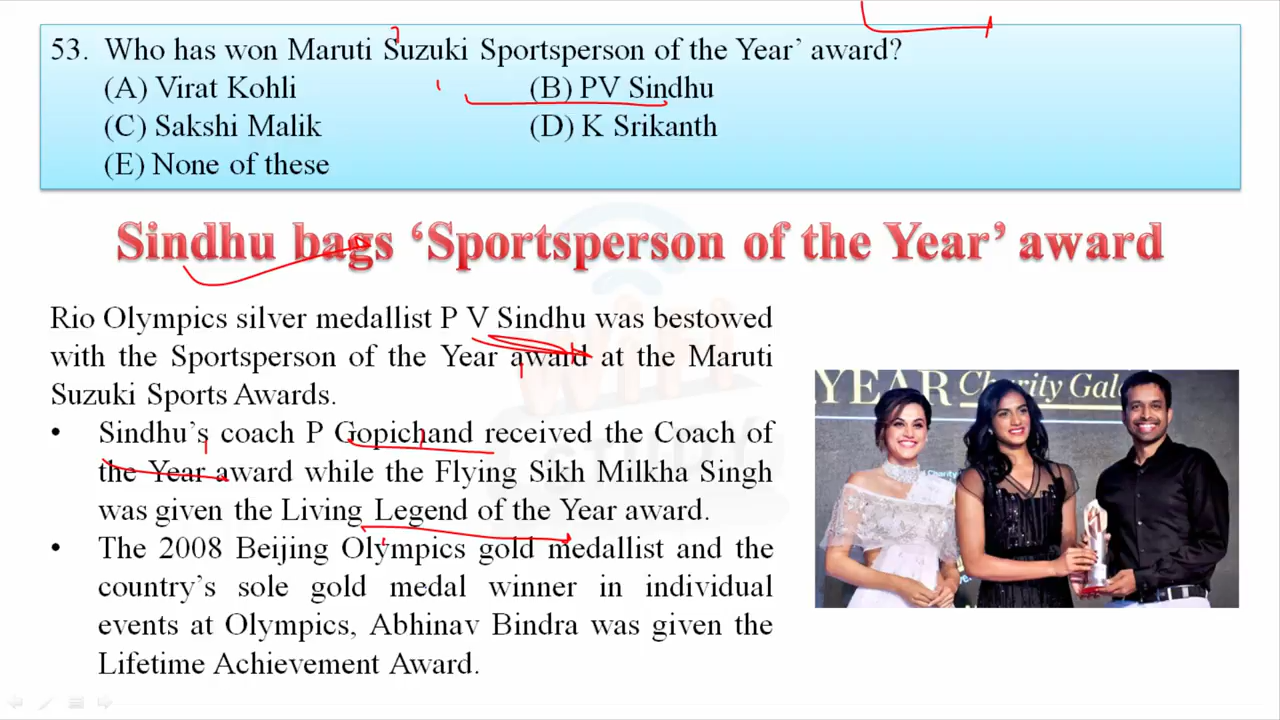 53. Who has won Maruti Suzuki Sportsperson of the Year’ award?
(A) Virat Kohli (B) PV Sindhu
(C) Sakshi Malik (D) K Srikanth
(E) None of these
Sindhu bags ‘Sportsperson of the Year’ award
Rio Olympics silver medallist P V Sindhu was bestowed
with the Sportsperson of the Year award at the Maruti
Suzuki Sports Awards.
• Sindhu’s coach P Gopichand received the Coach of
the Year award while the Flying Sikh Milkha Singh
was given the Living Legend of the Year award.
• The 2008 Beijing Olympics gold medallist and the
country’s sole gold medal winner in individual
events at Olympics, Abhinav Bindra was given the
Lifetime Achievement Award.
YEAR Charity Gal